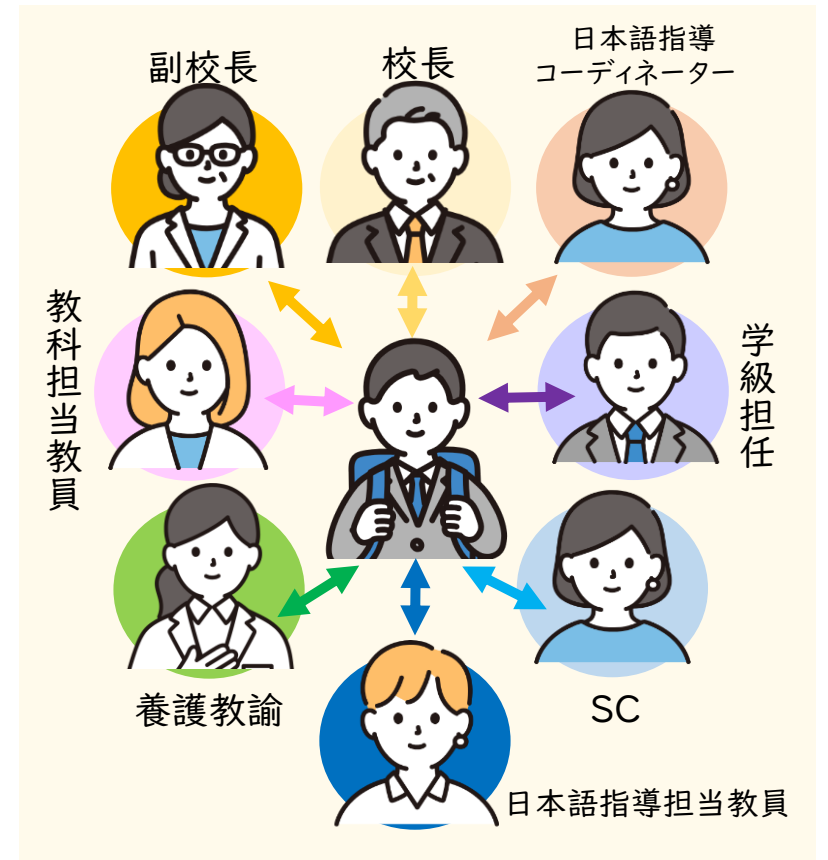 副校長
校長
日本語指導
コーディネーター
教科担当教員
学級担任
養護教諭
SC
日本語指導担当教員